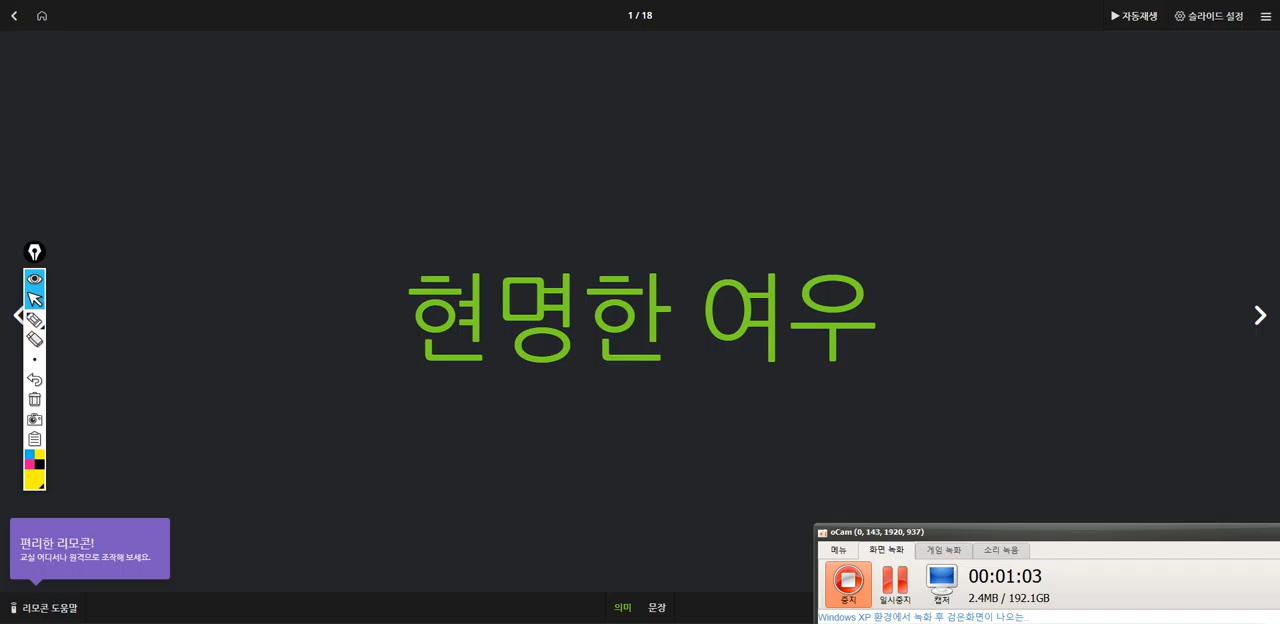 1 / 18
자동재생
슬라이드 설정
현명한 여우
편리한 리모콘!
교실 어디서나 원격으로 조작해 보세요.
리모콘 도움말
의미
문장
oCam (0, 143, 1920, 937)
메뉴
화면 녹화
게임 녹화
소리 녹음
중지
일시중지
캡처
00:01:03
2.4MB / 192.1GB
Windows XP 환경에서 녹화 후 검은화면이 나오는..